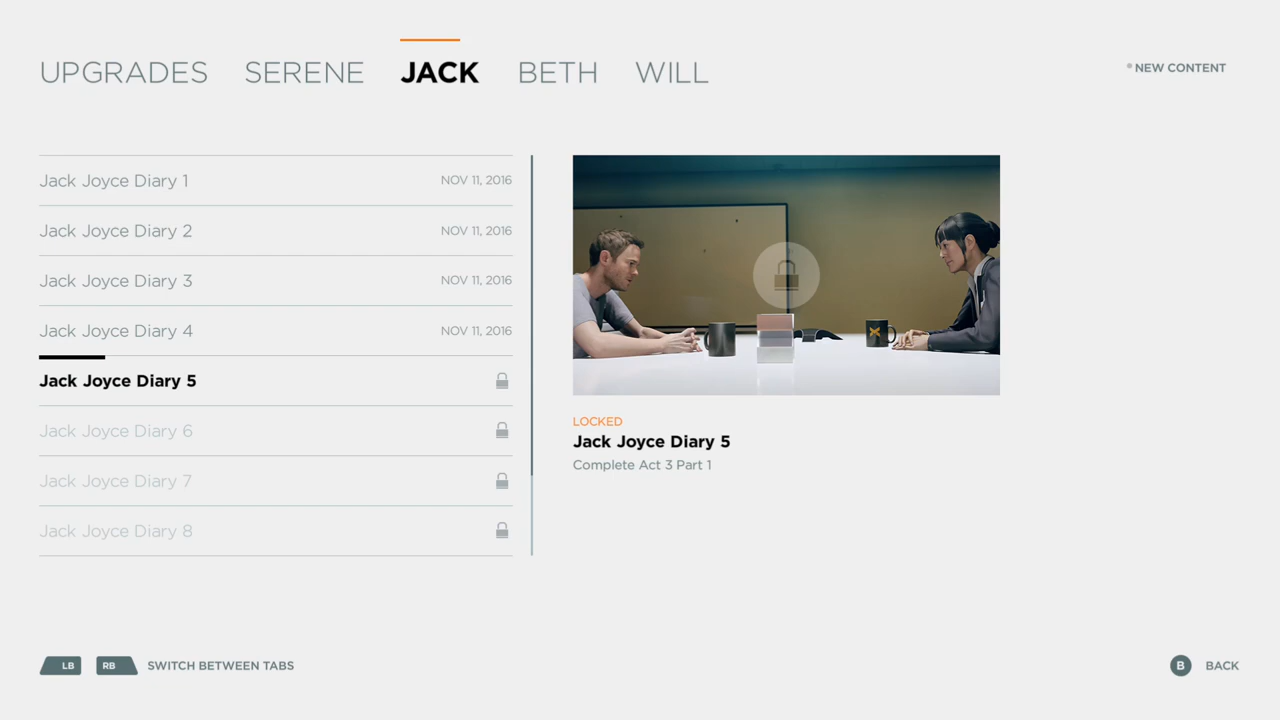 UPGRADES SERENE JACK BETH WILL
NEW CONTENT
Jack Joyce Diary 1 NOV 11, 2016
Jack Joyce Diary 2 NOV 11, 2016
Jack Joyce Diary 3 NOV 11, 2016
Jack Joyce Diary 4 NOV 11, 2016
Jack Joyce Diary 5
Jack Joyce Diary 6
Jack Joyce Diary 7
Jack Joyce Diary 8
LOCKED
Jack Joyce Diary 5
Complete Act 3 Part 1
LB RB SWITCH BETWEEN TABS
B BACK